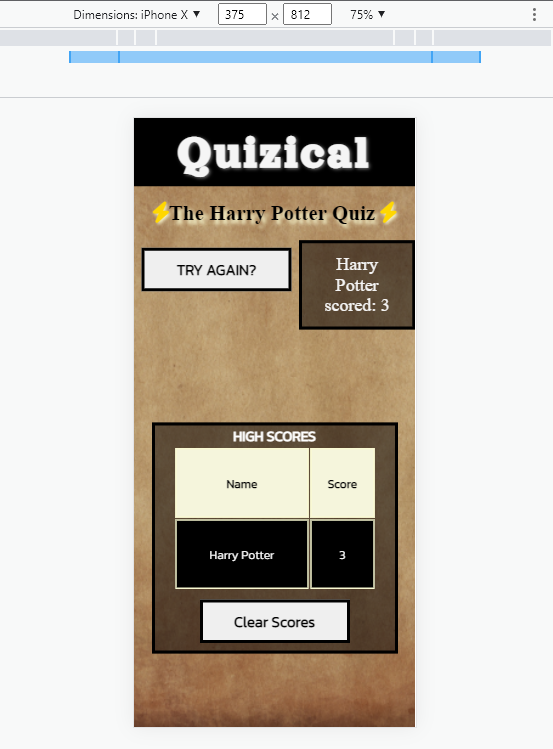 Dimensions: iPhone X ▼ 375 × 812 75% ▼
Quizical
⚡The Harry Potter Quiz⚡
TRY AGAIN?
Harry
Potter
scored: 3
HIGH SCORES
Name Score
Harry Potter 3
Clear Scores